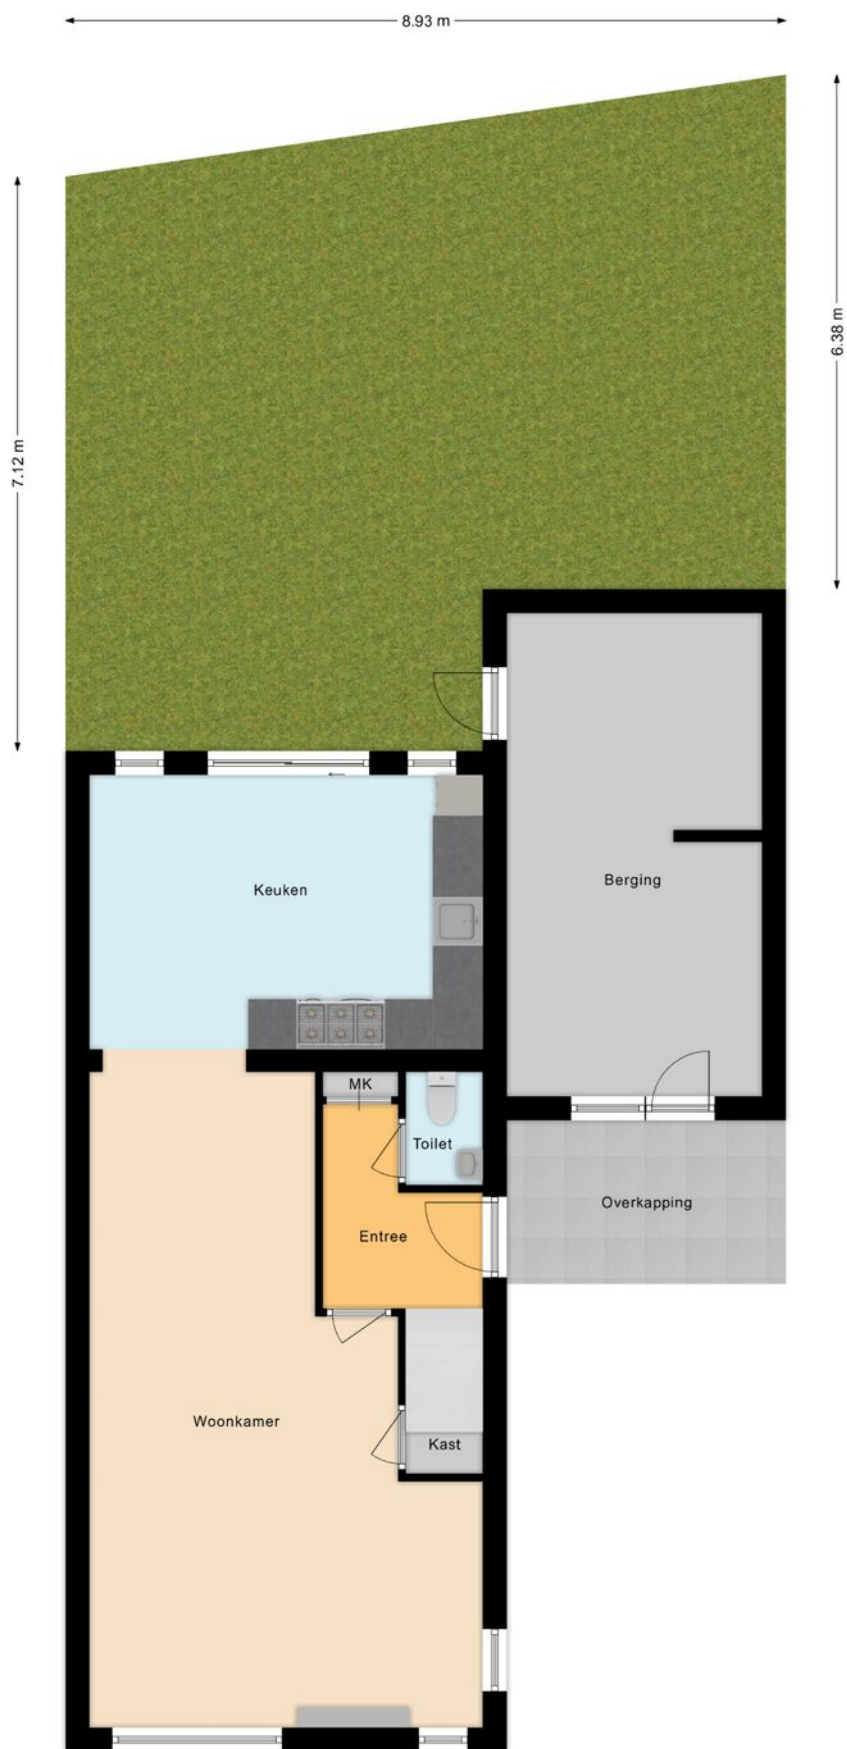 8.93 m
6.38 m
7.12 m
Keuken
Berging
MK
Toilet
Overkapping
Entree
Woonkamer
Kast